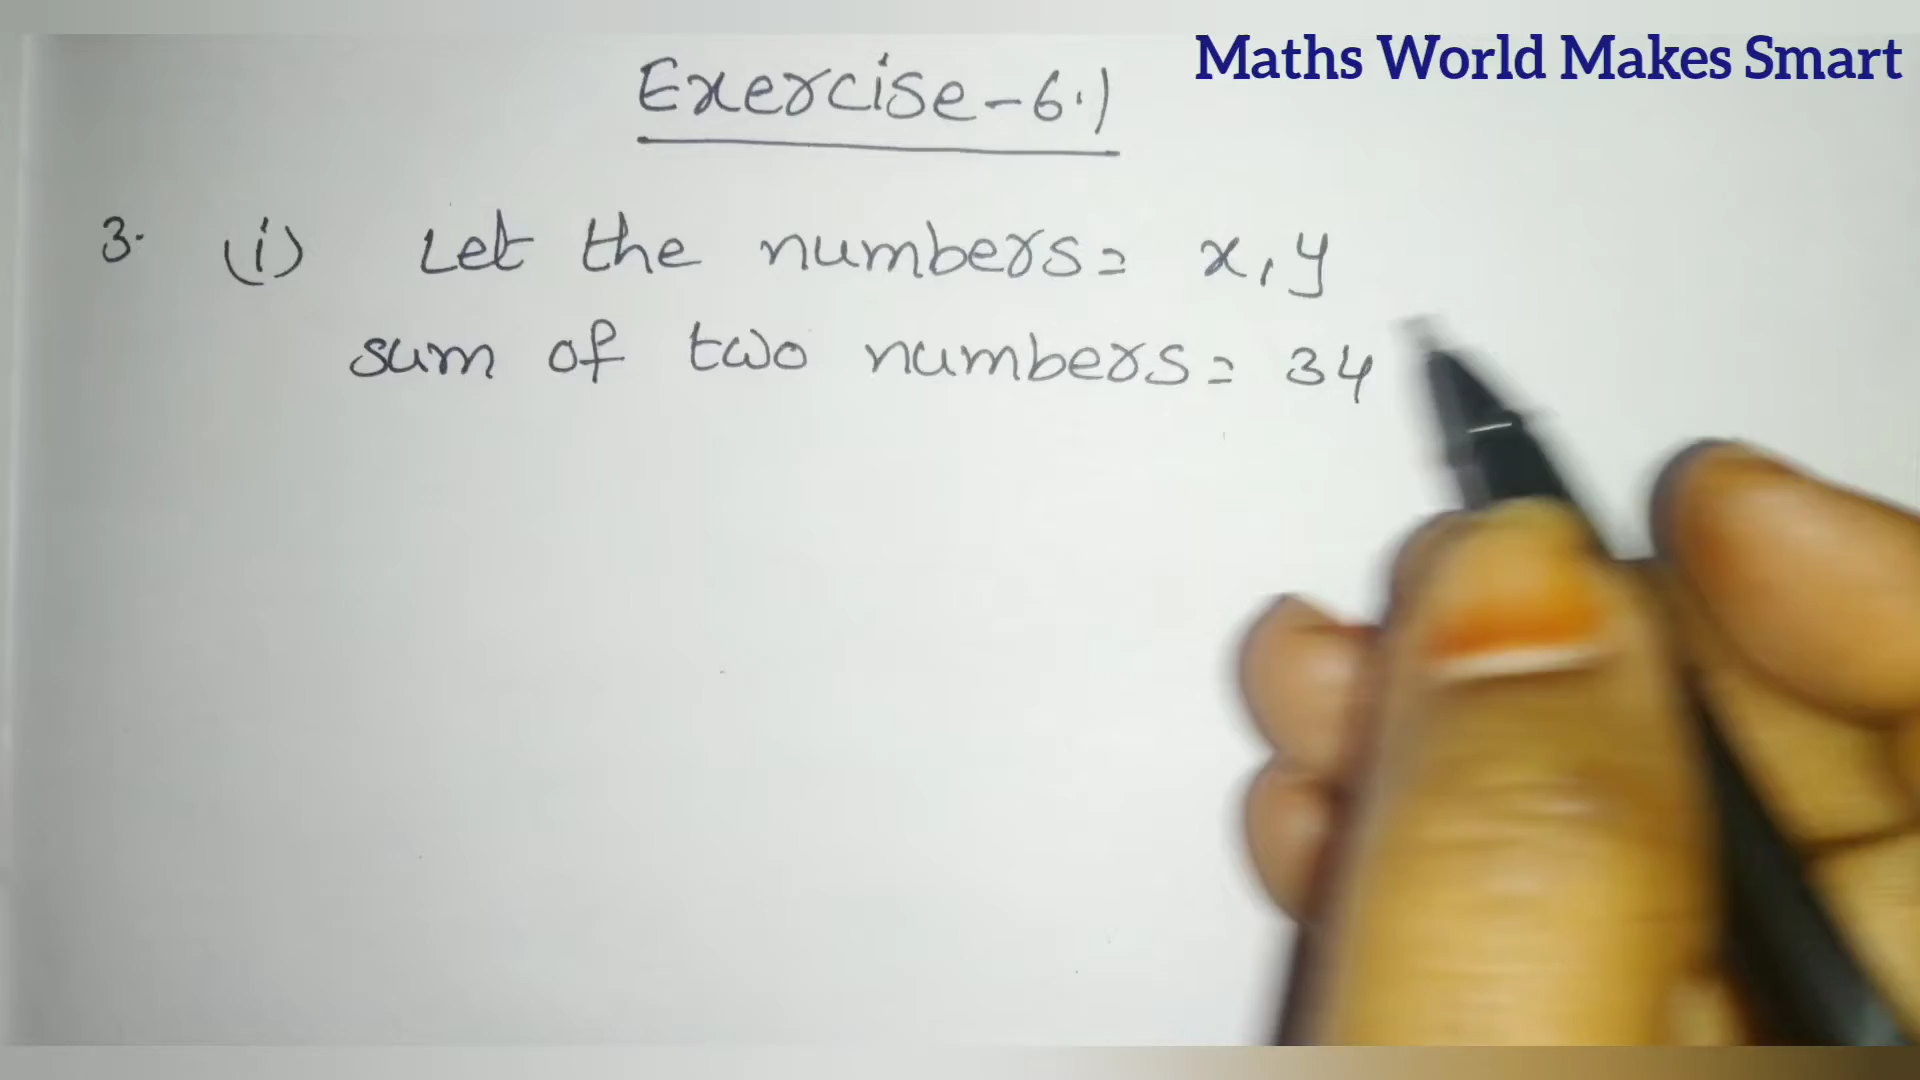 Maths World Makes Smart
Exercise-6.1
3. (i) Let the numbers= x, y
sum of two numbers= 34